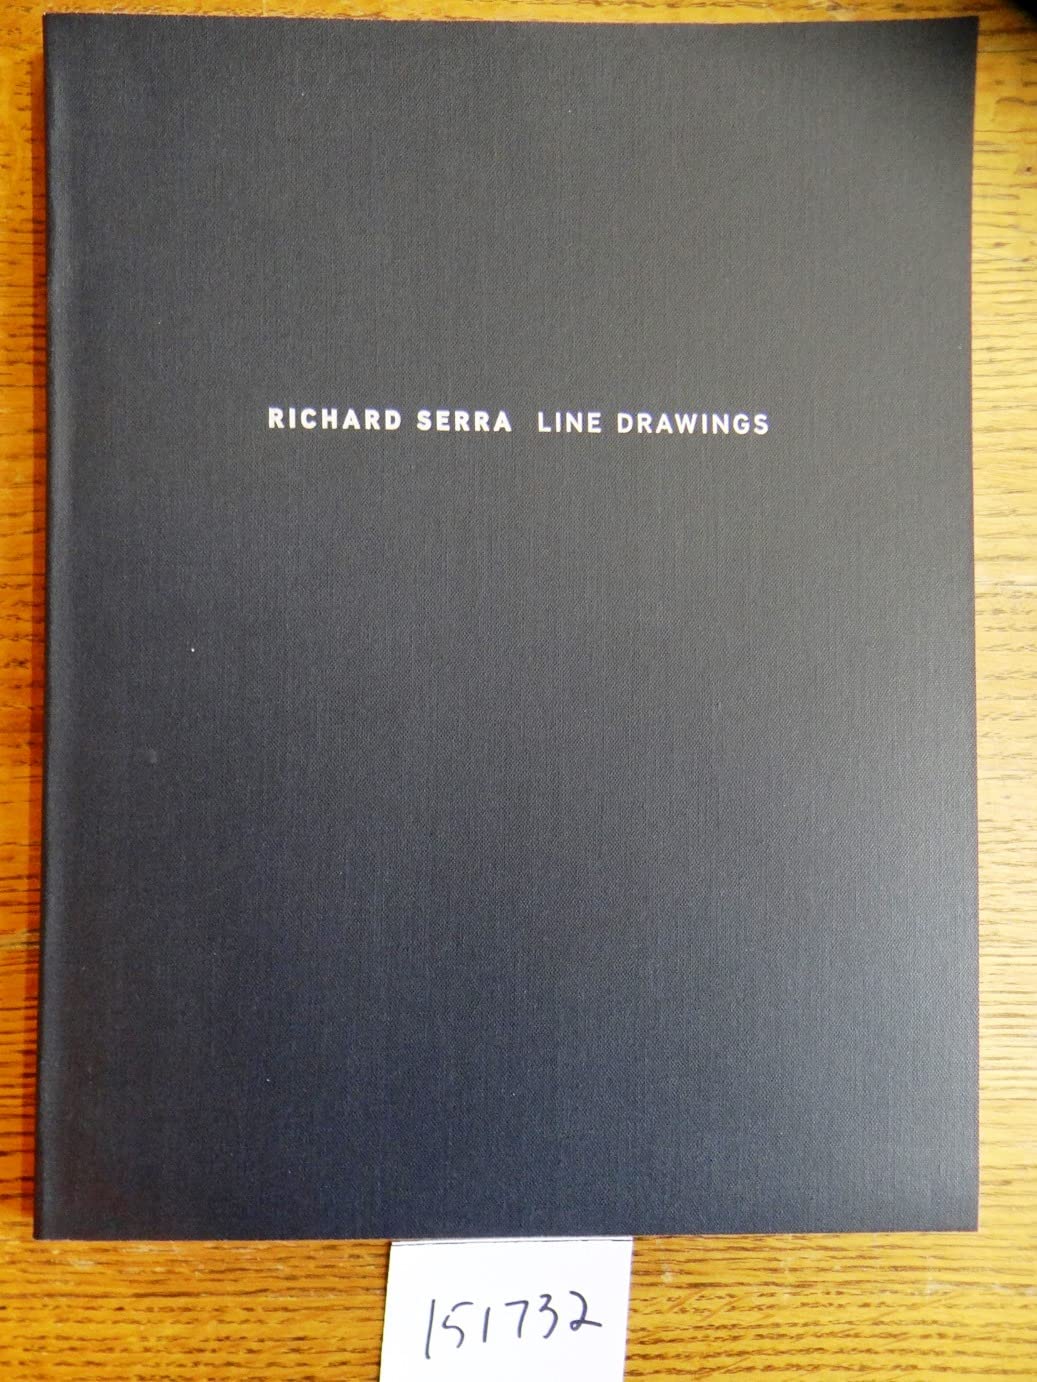 RICHARD SERRA LINE DRAWINGS
151732